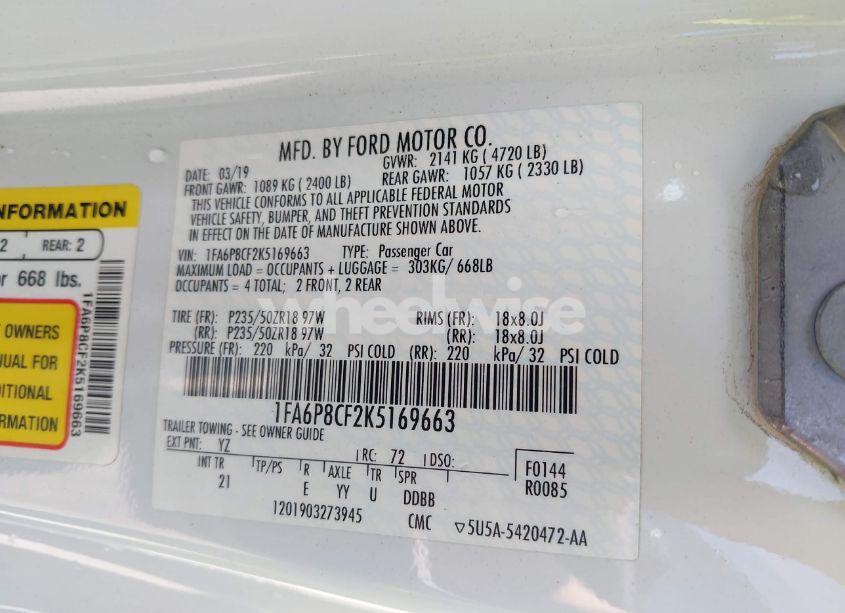 MFD. BY FORD MOTOR CO.
DATE: 03/19 GVWR: 2141 KG ( 4720 LB)
FRONT GAWR: 1089 KG ( 2400 LB) REAR GAWR: 1057 KG ( 2330 LB)
THIS VEHICLE CONFORMS TO ALL APPLICABLE FEDERAL MOTOR
VEHICLE SAFETY, BUMPER, AND THEFT PREVENTION STANDARDS
IN EFFECT ON THE DATE OF MANUFACTURE SHOWN ABOVE.
VIN: 1FA6P8CF2K5169663 TYPE: Passenger Car
MAXIMUM LOAD = OCCUPANTS + LUGGAGE = 303KG/ 668LB
OCCUPANTS = 4 TOTAL; 2 FRONT, 2 REAR
TIRE (FR): P235/50ZR18 97W RIMS (FR): 18x8.0J
(RR): P235/50ZR18 97W (RR): 18x8.0J
PRESSURE (FR): 220 kPa/ 32 PSI COLD (RR): 220 kPa/ 32 PSI COLD
1FA6P8CF2K5169663
TRAILER TOWING - SEE OWNER GUIDE
EXT PNT: YZ RC: 72 DSO: F0144
INT TR TP/PS R AXLE TR SPR R0085
21 E YY U DDBB
1201903273945 CMC ▽5U5A-5420472-AA
NFORMATION
2 REAR: 2
or 668 lbs.
OWNERS
NUAL FOR
DITIONAL
ORMATION
1FA6P8CF2K5169663
wheelwise